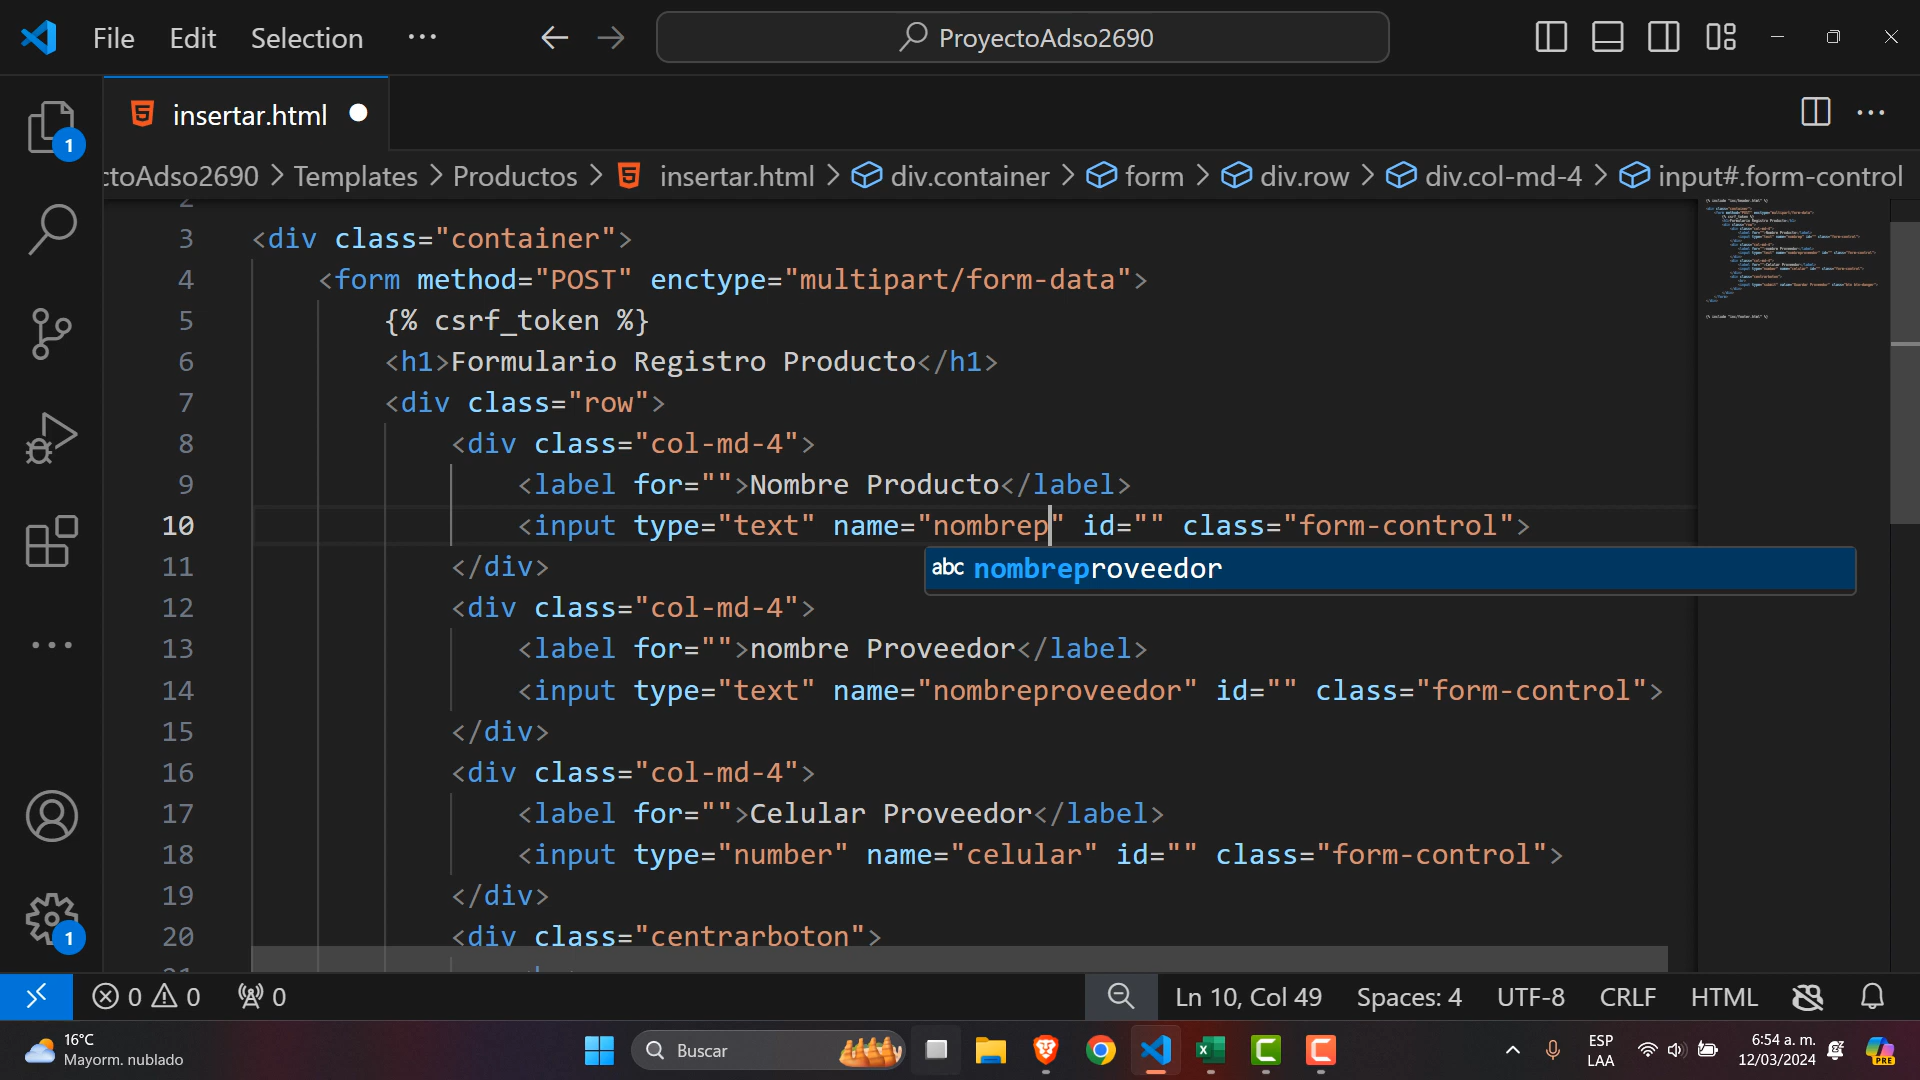 File Edit Selection ··· ProyectoAdso2690
insertar.html
ctoAdso2690 > Templates > Productos > insertar.html > div.container > form > div.row > div.col-md-4 > input#.form-control
2
3 <div class="container">
4 <form method="POST" enctype="multipart/form-data">
5 {% csrf_token %}
6 <h1>Formulario Registro Producto</h1>
7 <div class="row">
8 <div class="col-md-4">
9 <label for="">Nombre Producto</label>
10 <input type="text" name="nombrep" id="" class="form-control">
11 </div>
abc nombreproveedor
12 <div class="col-md-4">
13 <label for="">nombre Proveedor</label>
14 <input type="text" name="nombreproveedor" id="" class="form-control">
15 </div>
16 <div class="col-md-4">
17 <label for="">Celular Proveedor</label>
18 <input type="number" name="celular" id="" class="form-control">
19 </div>
20 <div class="centrarboton">
1
1
0 0 0 Ln 10, Col 49 Spaces: 4 UTF-8 CRLF HTML
16°C
Mayorm. nublado
Buscar
ESP
LAA
6:54 a. m.
12/03/2024
PRE